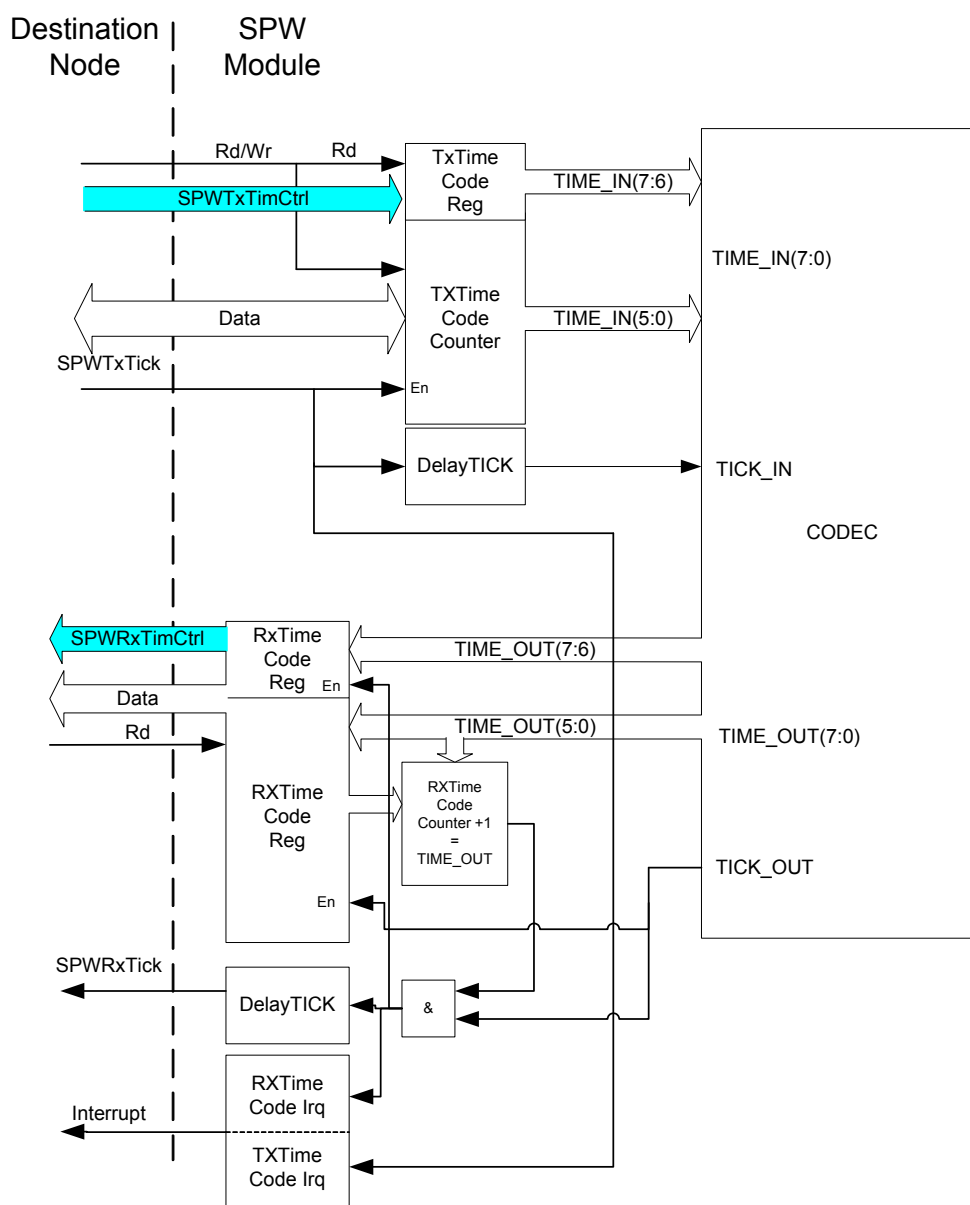 Destination
Node
SPW
Module
Rd/Wr
Rd
SPWTxTimCtrl
TxTime
Code
Reg
TIME_IN(7:6)
TIME_IN(7:0)
Data
TXTime
Code
Counter
TIME_IN(5:0)
SPWTxTick
En
DelayTICK
TICK_IN
CODEC
SPWRxTimCtrl
RxTime
Code
Reg
En
TIME_OUT(7:6)
Data
Rd
TIME_OUT(5:0)
TIME_OUT(7:0)
RXTime
Code
Reg
En
RXTime
Code
Counter +1
=
TIME_OUT
TICK_OUT
SPWRxTick
DelayTICK
&
RXTime
Code Irq
Interrupt
TXTime
Code Irq